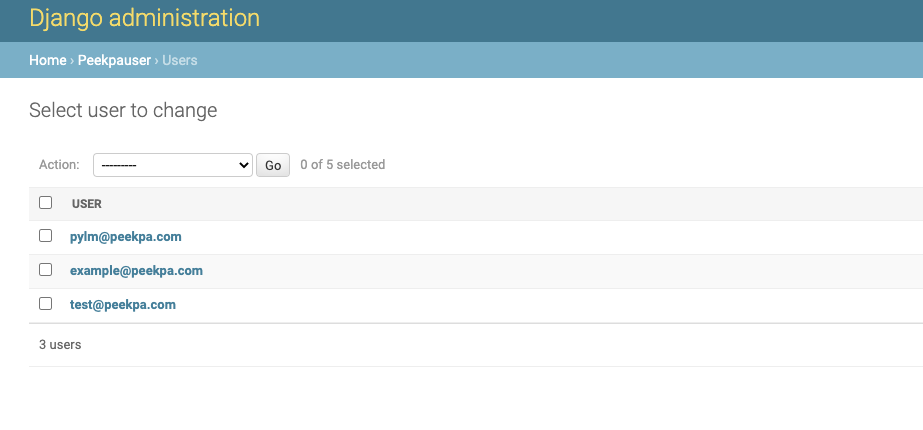 Django administration
Home › Peekpauser › Users
Select user to change
Action: --------- Go 0 of 5 selected
USER
pylm@peekpa.com
example@peekpa.com
test@peekpa.com
3 users